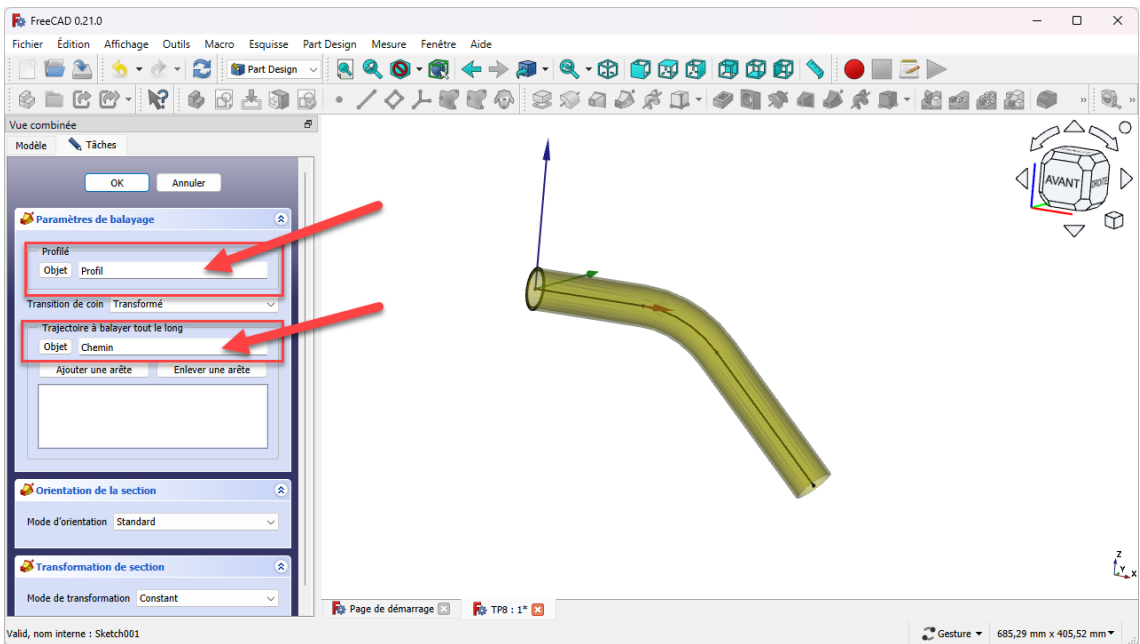 FreeCAD 0.21.0
Fichier Édition Affichage Outils Macro Esquisse Part Design Mesure Fenêtre Aide
Part Design
Vue combinée
Modèle Tâches
OK Annuler
Paramètres de balayage
Profilé
Objet Profil
Transition de coin Transformé
Trajectoire à balayer tout le long
Objet Chemin
Ajouter une arête Enlever une arête
Orientation de la section
Mode d'orientation Standard
Transformation de section
Mode de transformation Constant
AVANT
DROITE
Z
Y
X
Page de démarrage TP8 : 1*
Valid, nom interne : Sketch001
Gesture 685,29 mm x 405,52 mm